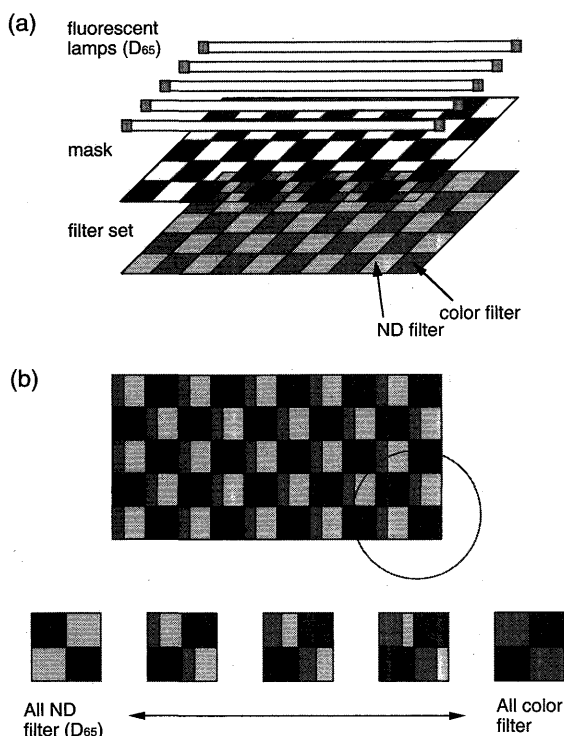 (a)
fluorescent
lamps (D65)
mask
filter set
color filter
ND filter
(b)
All ND
filter (D65)
All color
filter